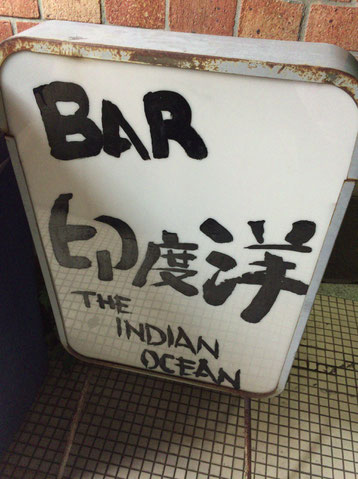 BAR
印度洋
THE
INDIAN
OCEAN